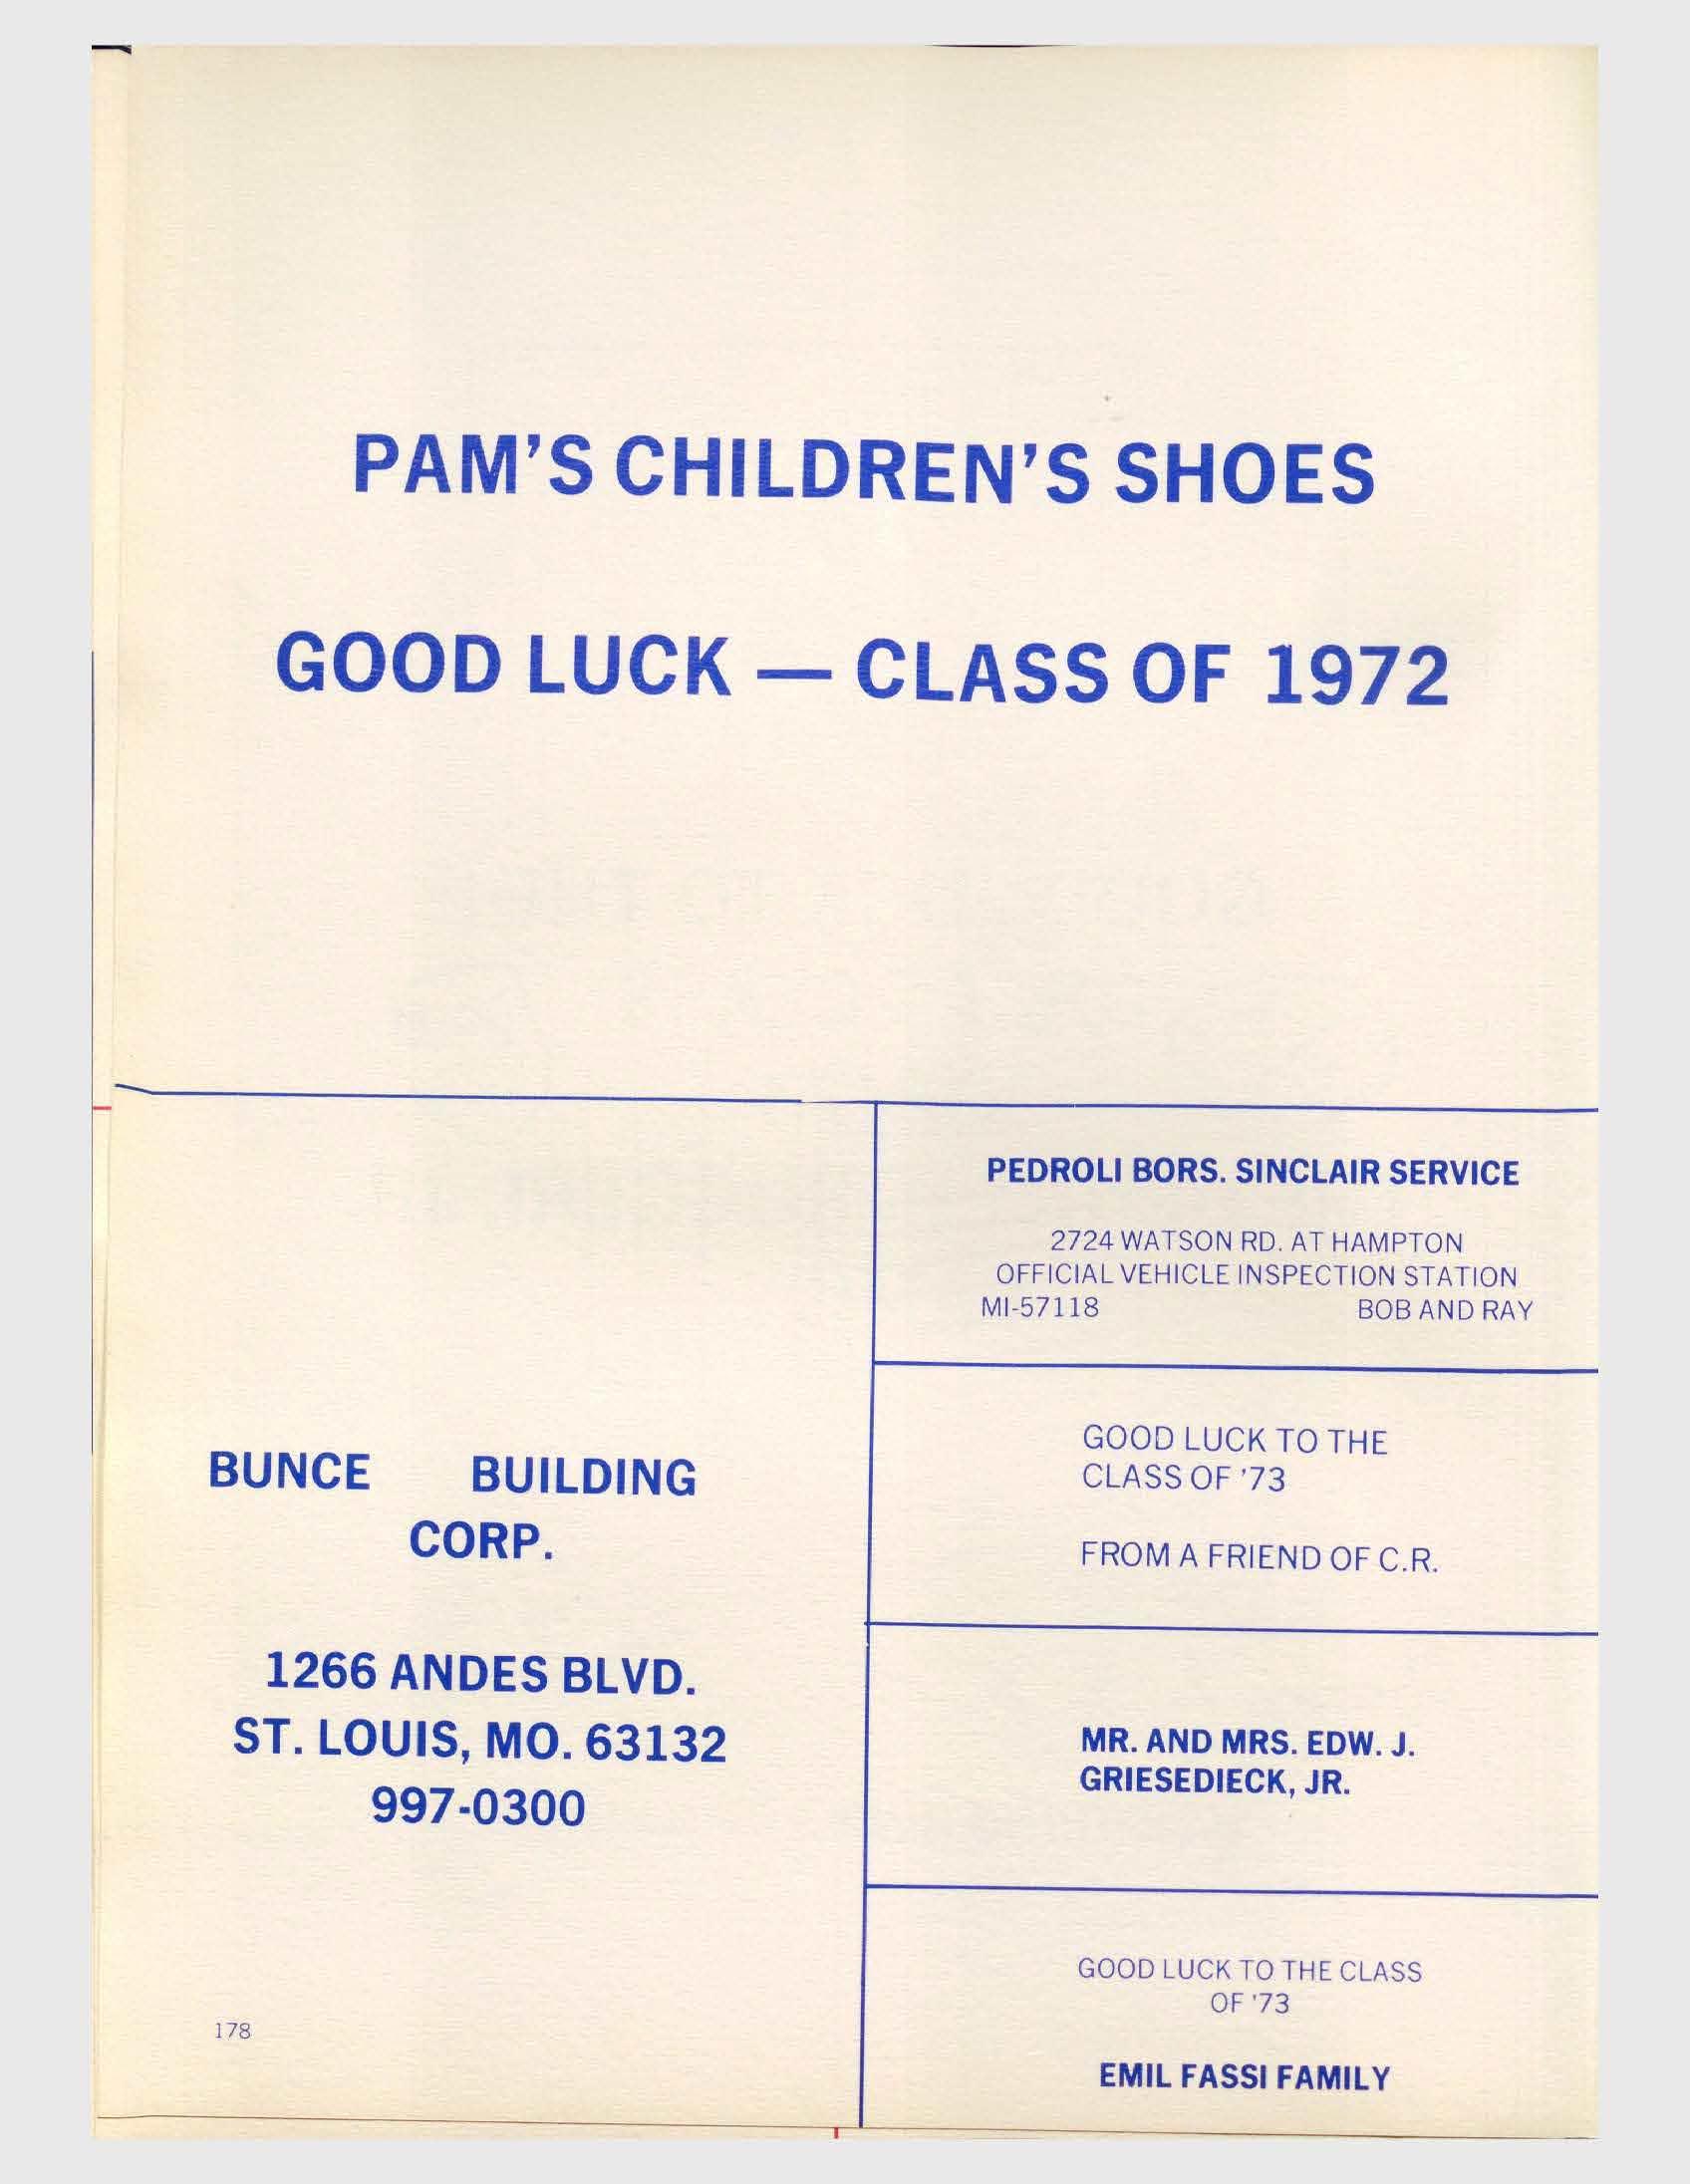 PAM'S CHILDREN'S SHOES
GOOD LUCK — CLASS OF 1972
BUNCE BUILDING
CORP.
1266 ANDES BLVD.
ST. LOUIS, MO. 63132
997-0300
178
PEDROLI BORS. SINCLAIR SERVICE
2724 WATSON RD. AT HAMPTON
OFFICIAL VEHICLE INSPECTION STATION
MI-57118 BOB AND RAY
GOOD LUCK TO THE
CLASS OF '73
FROM A FRIEND OF C.R.
MR. AND MRS. EDW. J.
GRIESEDIECK, JR.
GOOD LUCK TO THE CLASS
OF '73
EMIL FASSI FAMILY